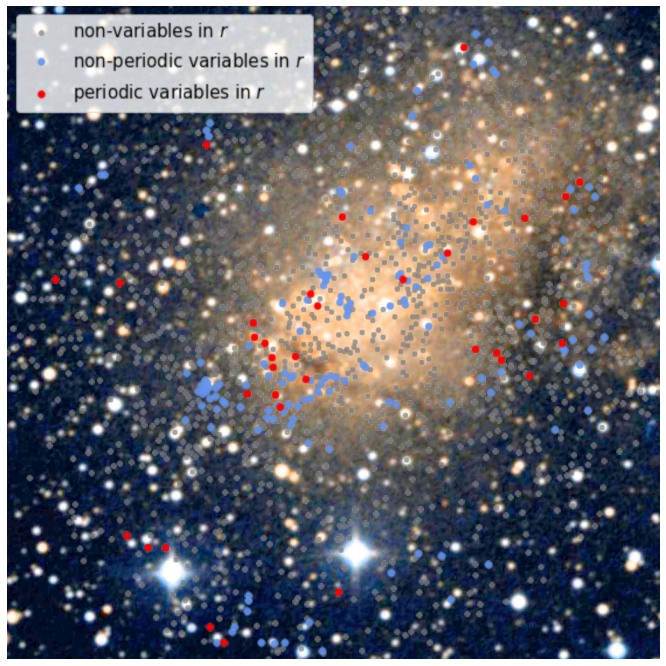 non-variables in r
non-periodic variables in r
periodic variables in r